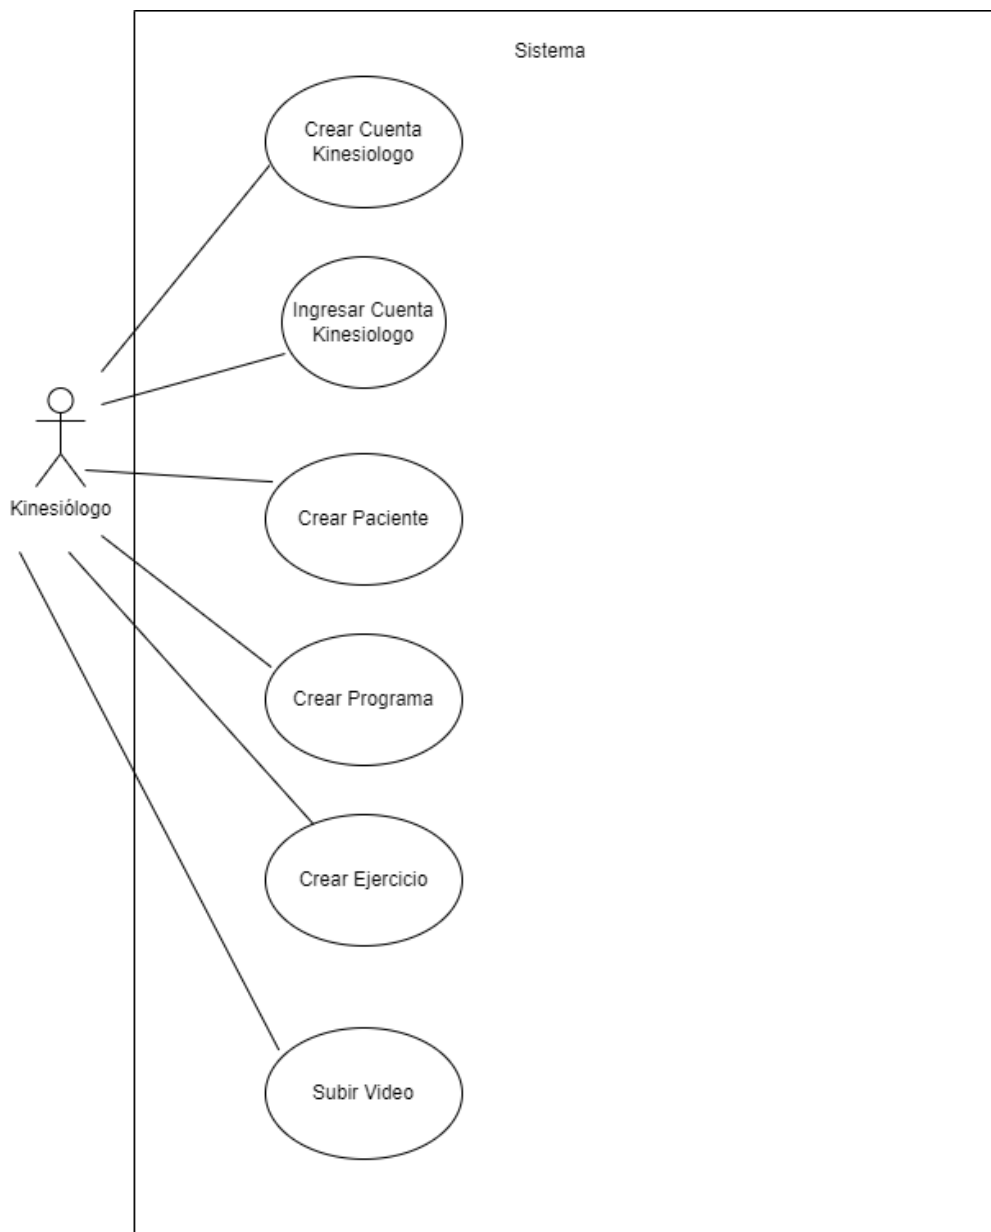 Sistema
Crear Cuenta
Kinesiologo
Ingresar Cuenta
Kinesiologo
Kinesiólogo
Crear Paciente
Crear Programa
Crear Ejercicio
Subir Video